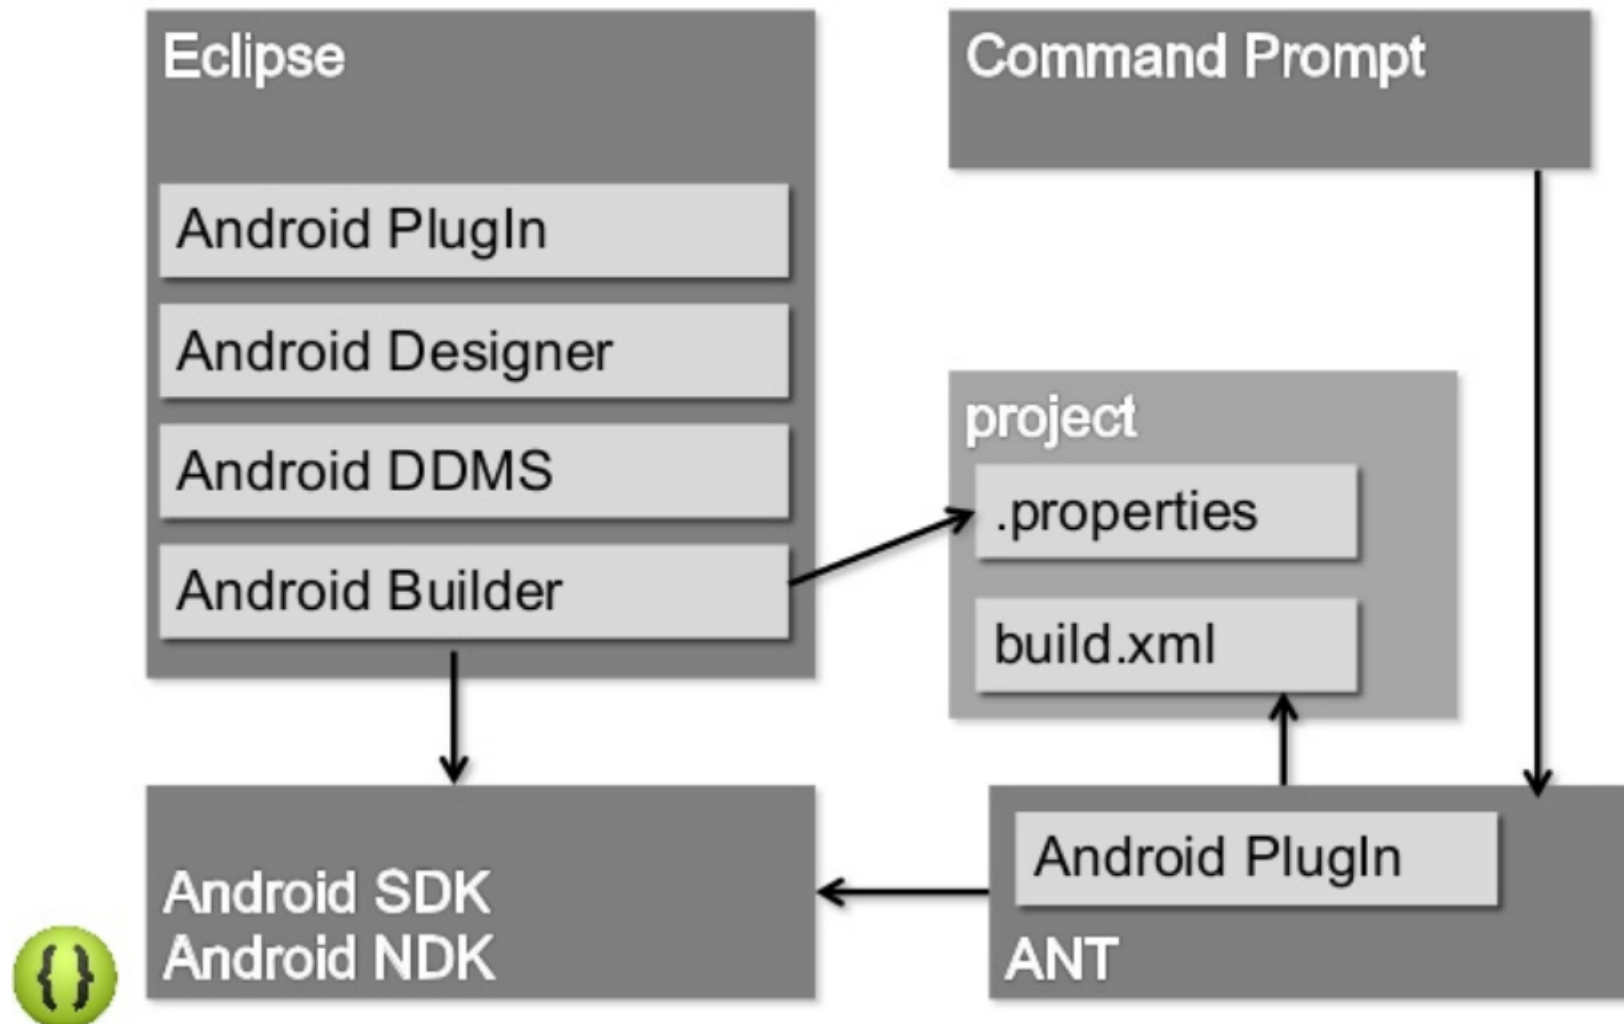 Eclipse
Android PlugIn
Android Designer
Android DDMS
Android Builder
Command Prompt
project
.properties
build.xml
Android SDK
Android NDK
Android PlugIn
ANT
{}